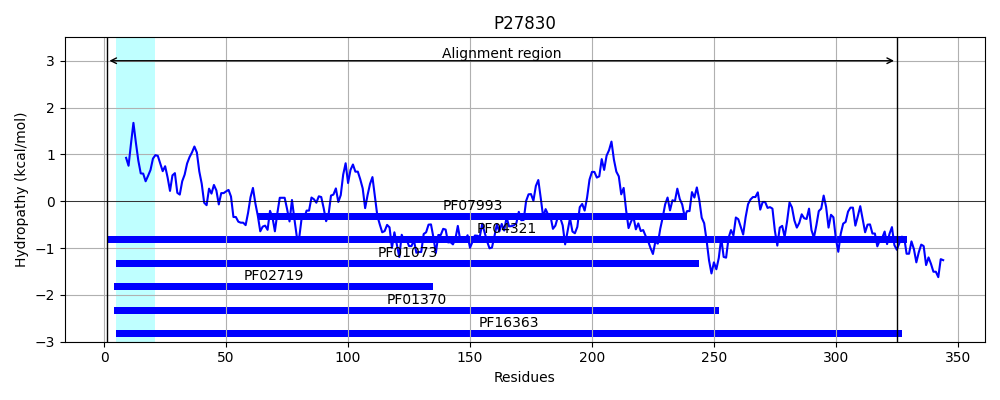 P27830
Alignment region
Hydropathy (kcal/mol)
3
2
1
0
−1
−2
−3
PF07993
PF04321
PF01073
PF02719
PF01370
PF16363
0
50
100
150
200
250
300
350
Residues